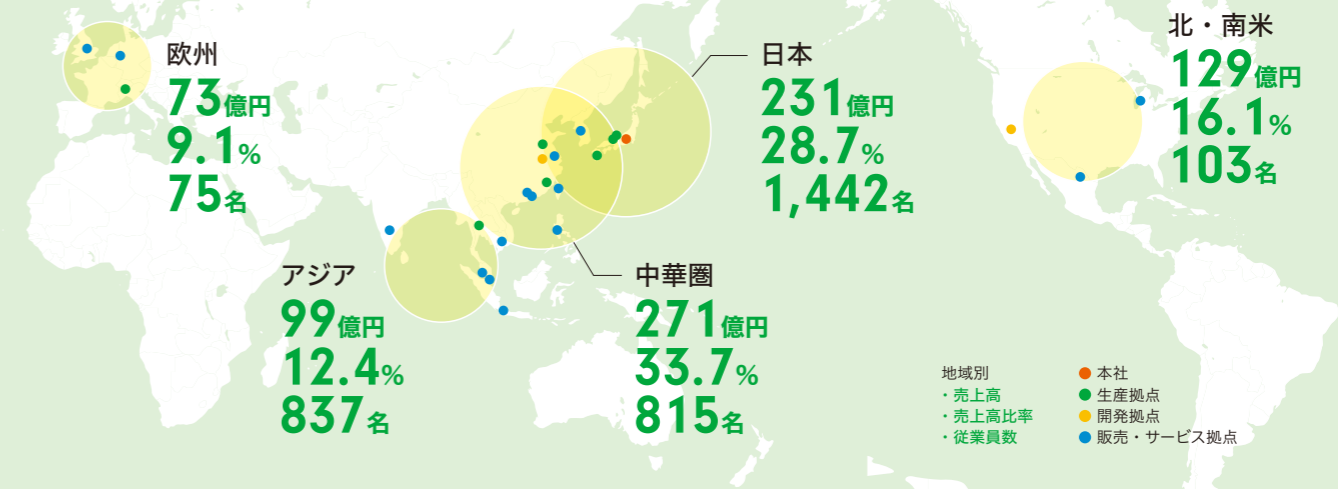 欧州
73億円
9.1%
75名
日本
231億円
28.7%
1,442名
北・南米
129億円
16.1%
103名
アジア
99億円
12.4%
837名
中華圏
271億円
33.7%
815名
地域別
・売上高
・売上高比率
・従業員数
本社
生産拠点
開発拠点
販売・サービス拠点